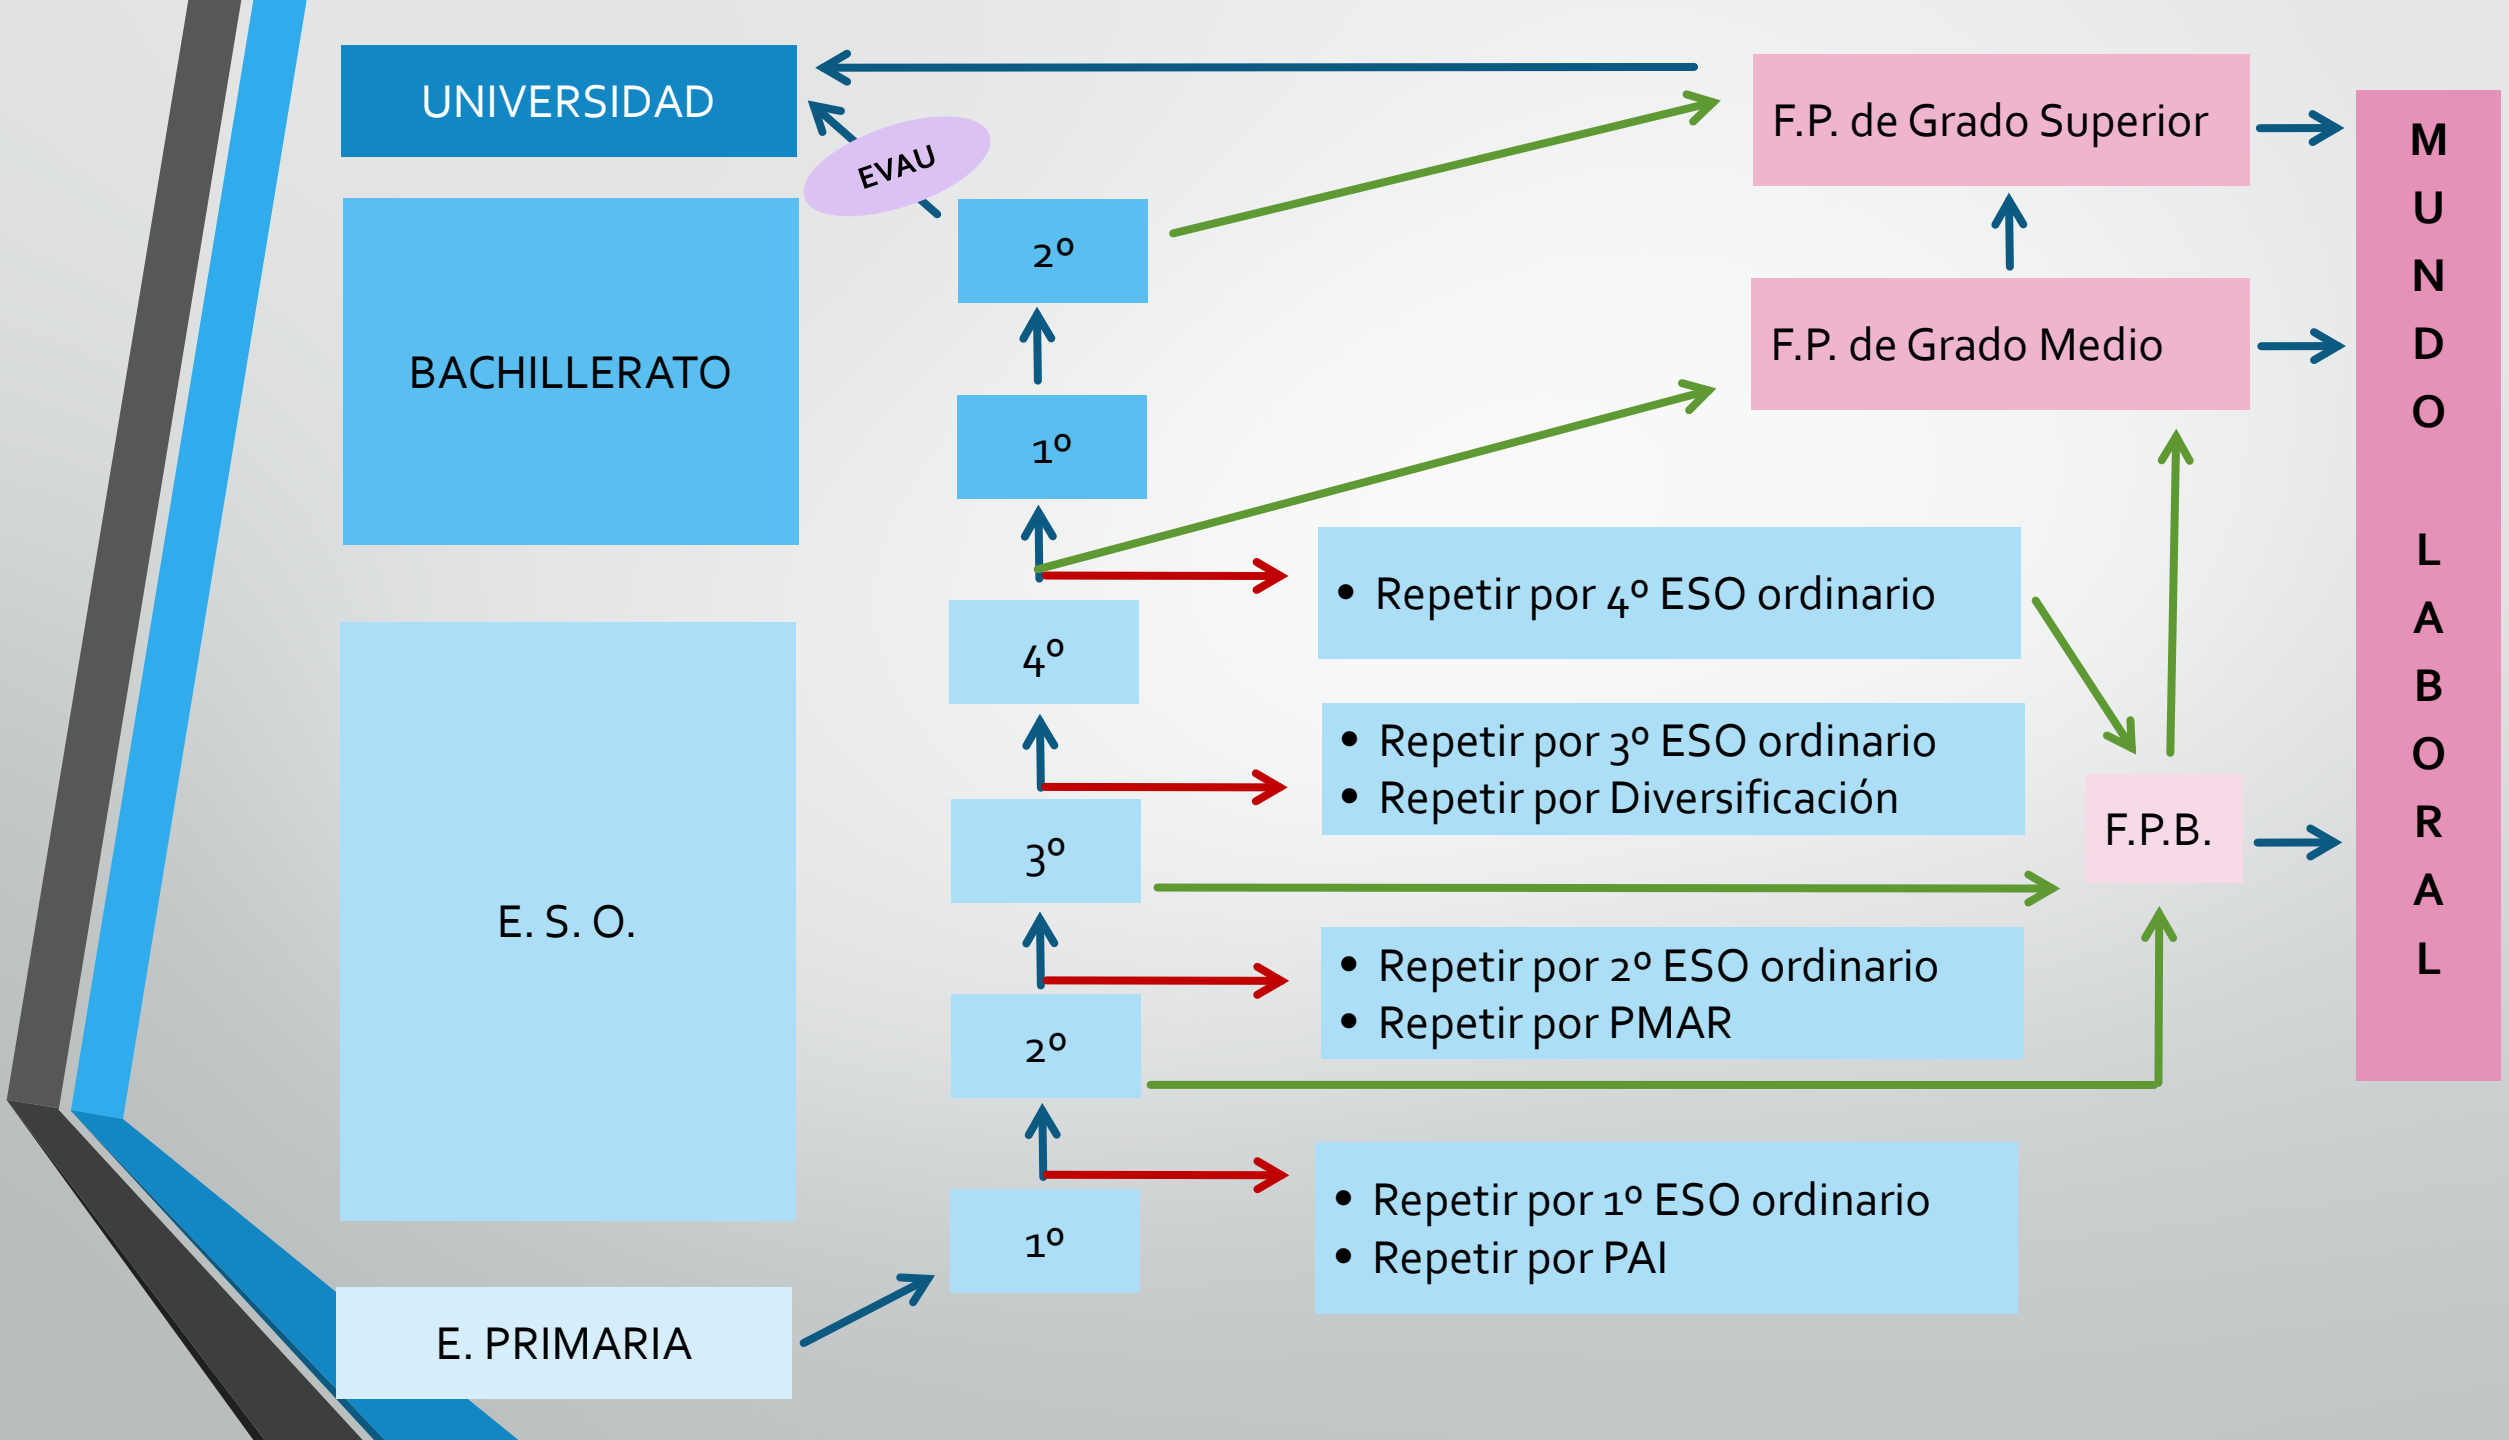 UNIVERSIDAD
EVAU
F.P. de Grado Superior
BACHILLERATO
2º
1º
F.P. de Grado Medio
E. S. O.
4º
3º
2º
1º
• Repetir por 4º ESO ordinario
• Repetir por 3º ESO ordinario
• Repetir por Diversificación
F.P.B.
• Repetir por 2º ESO ordinario
• Repetir por PMAR
• Repetir por 1º ESO ordinario
• Repetir por PAI
E. PRIMARIA
M
U
N
D
O
L
A
B
O
R
A
L